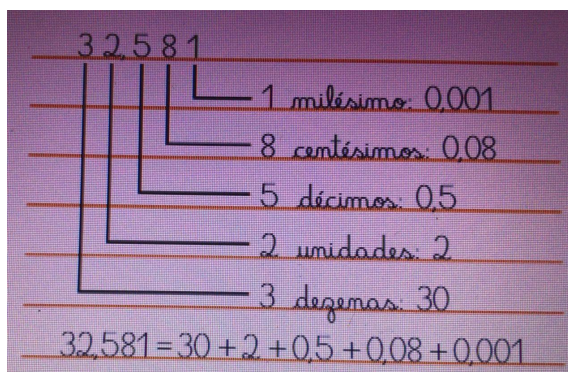 32,581
1 milésimo: 0,001
8 centésimos: 0,08
5 décimos: 0,5
2 unidades: 2
3 dezenas: 30
32,581 = 30 + 2 + 0,5 + 0,08 + 0,001